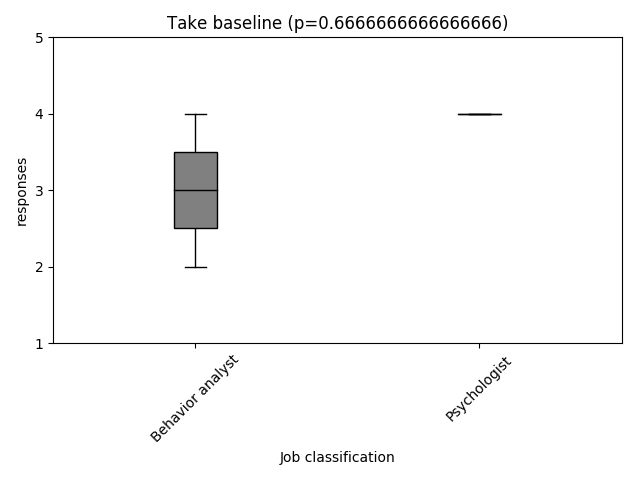 Take baseline (p=0.6666666666666666)
5
4
3
2
1
responses
Behavior analyst
Psychologist
Job classification